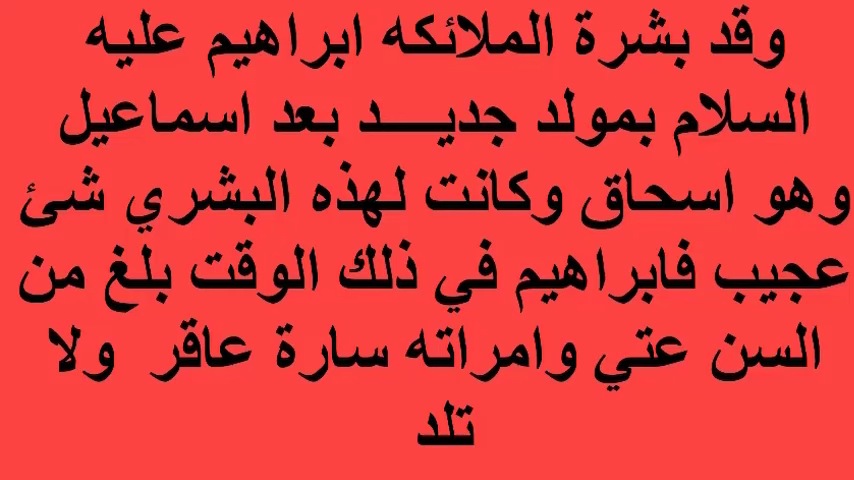 وقد بشرة الملائكه ابراهيم عليه
السلام بمولد جديـــد بعد اسماعيل
وهو اسحاق وكانت لهذه البشري شئ
عجيب فابراهيم في ذلك الوقت بلغ من
السن عتي وامراته سارة عاقر ولا
تلد